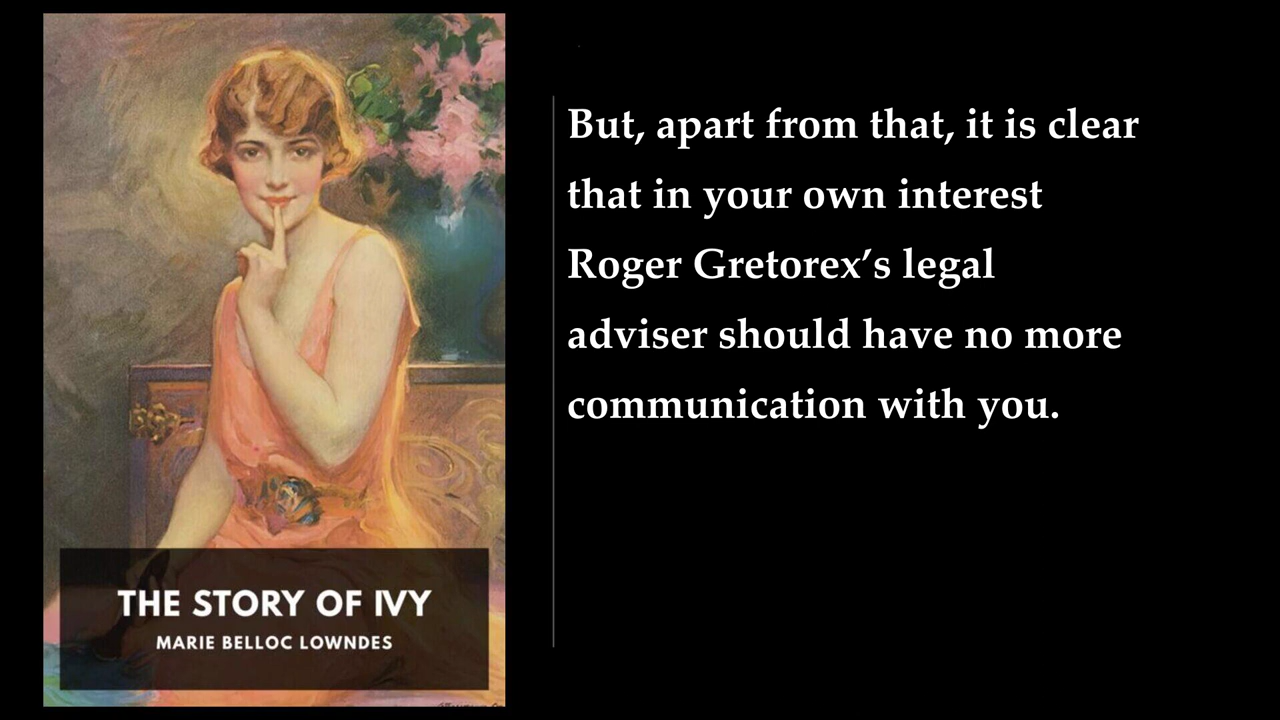 But, apart from that, it is clear
that in your own interest
Roger Gretorex’s legal
adviser should have no more
communication with you.
THE STORY OF IVY
MARIE BELLOC LOWNDES